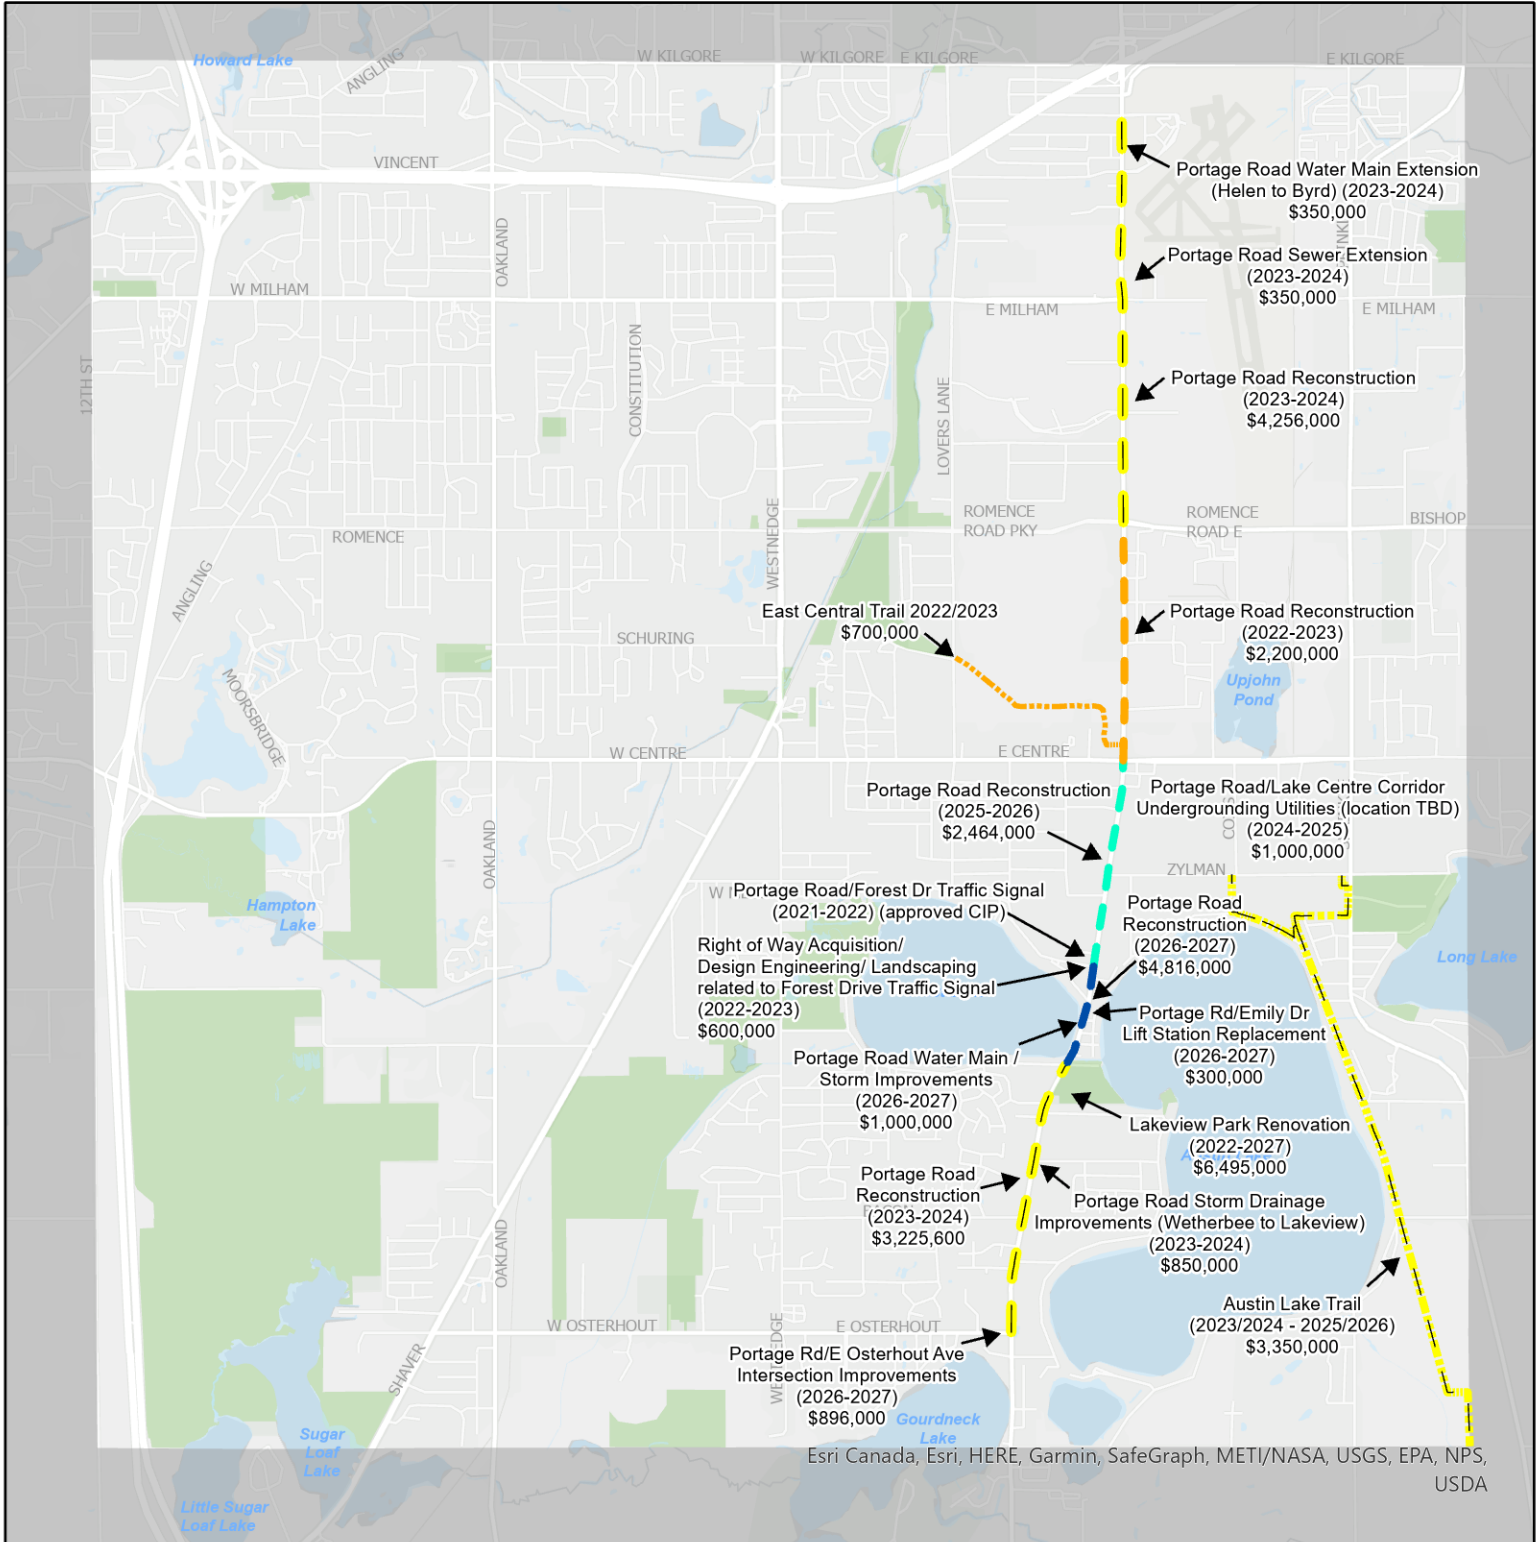 Howard Lake
ANGLING
W KILGORE
W KILGORE
E KILGORE
E KILGORE
VINCENT
Portage Road Water Main Extension
(Helen to Byrd) (2023-2024)
$350,000
OAKLAND
Portage Road Sewer Extension
(2023-2024)
$350,000
W MILHAM
E MILHAM
E MILHAM
12TH ST
CONSTITUTION
LOVERS LANE
Portage Road Reconstruction
(2023-2024)
$4,256,000
WESTNEDGE
ROMENCE
ROMENCE
ROAD PKY
ROMENCE
ROAD E
BISHOP
ANGLING
East Central Trail 2022/2023
$700,000
Portage Road Reconstruction
(2022-2023)
$2,200,000
SCHURING
MOORSBRIDGE
Upjohn
Pond
W CENTRE
E CENTRE
Portage Road Reconstruction
(2025-2026)
$2,464,000
Portage Road/Lake Centre Corridor
Undergrounding Utilities (location TBD)
(2024-2025)
$1,000,000
OAKLAND
ZYLMAN
Portage Road/Forest Dr Traffic Signal
(2021-2022) (approved CIP)
Portage Road
Reconstruction
(2026-2027)
$4,816,000
Hampton
Lake
Right of Way Acquisition/
Design Engineering/ Landscaping
related to Forest Drive Traffic Signal
(2022-2023)
$600,000
Long Lake
Portage Rd/Emily Dr
Lift Station Replacement
(2026-2027)
$300,000
Portage Road Water Main /
Storm Improvements
(2026-2027)
$1,000,000
Lakeview Park Renovation
(2022-2027)
$6,495,000
Portage Road
Reconstruction
(2023-2024)
$3,225,600
Portage Road Storm Drainage
Improvements (Wetherbee to Lakeview)
(2023-2024)
$850,000
OAKLAND
Austin Lake Trail
(2023/2024 - 2025/2026)
$3,350,000
W OSTERHOUT
E OSTERHOUT
SHAVER
Portage Rd/E Osterhout Ave
Intersection Improvements
(2026-2027)
$896,000
Gourdneck
Lake
Sugar
Loaf
Lake
Little Sugar
Loaf Lake
Esri Canada, Esri, HERE, Garmin, SafeGraph, METI/NASA, USGS, EPA, NPS,
USDA